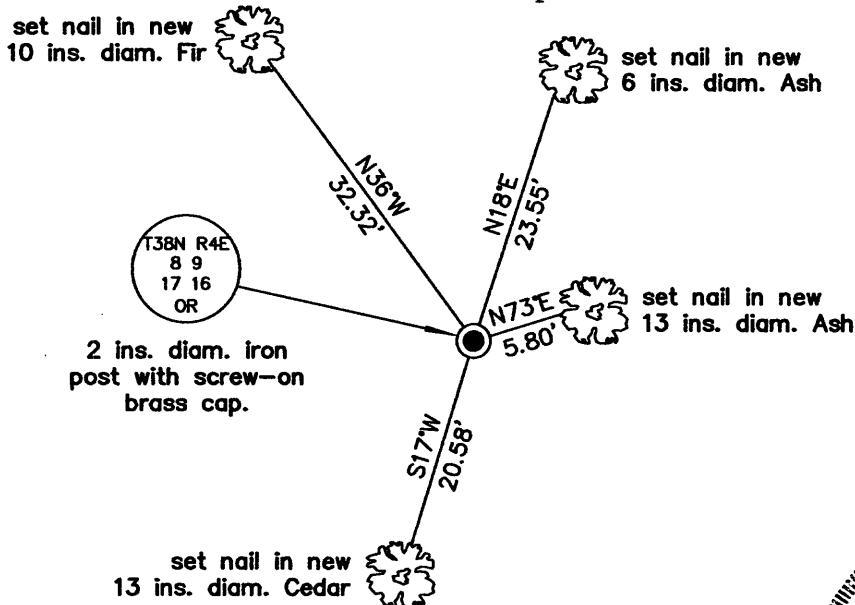 set nail in new
10 ins. diam. Fir
set nail in new
6 ins. diam. Ash
N36°W
32.32'
N18°E
23.55'
T38N R4E
8 9
17 16
OR
N73°E
5.80'
set nail in new
13 ins. diam. Ash
2 ins. diam. iron
post with screw-on
brass cap.
S17°W
20.58'
set nail in new
13 ins. diam. Cedar